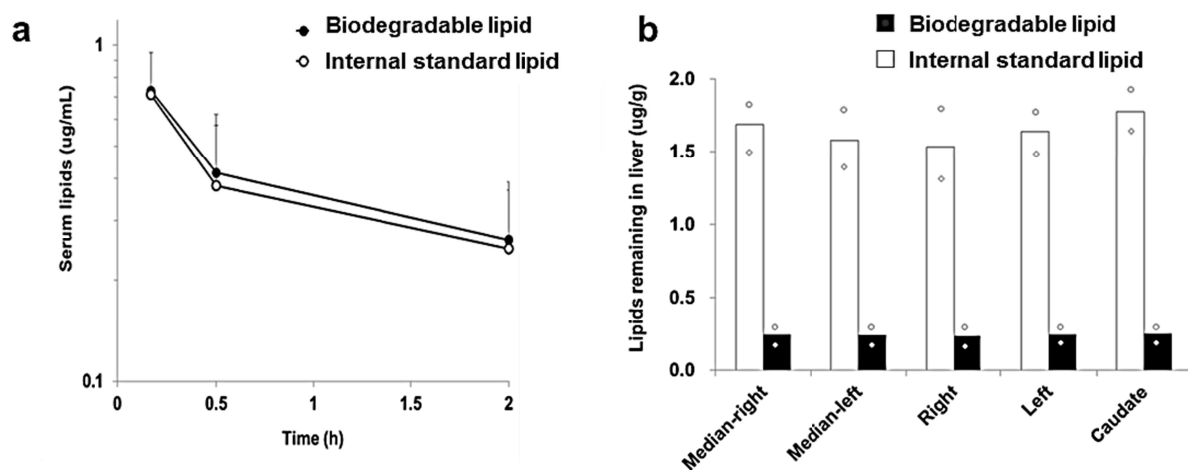 a
Biodegradable lipid
Internal standard lipid
1
0.1
Serum lipids (ug/mL)
0
0.5
1
1.5
2
Time (h)
b
Biodegradable lipid
Internal standard lipid
2.0
1.5
1.0
0.5
0.0
Lipids remaining in liver (ug/g)
Median-right
Median-left
Right
Left
Caudate